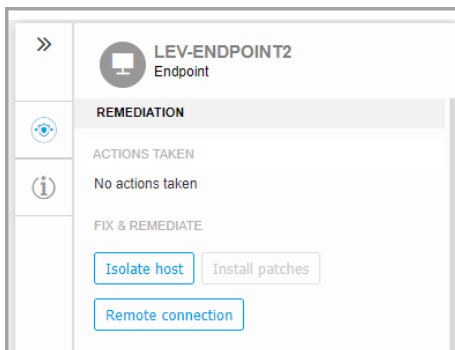 LEV-ENDPOINT2
Endpoint
REMEDIATION
ACTIONS TAKEN
No actions taken
FIX & REMEDIATE
Isolate host Install patches
Remote connection